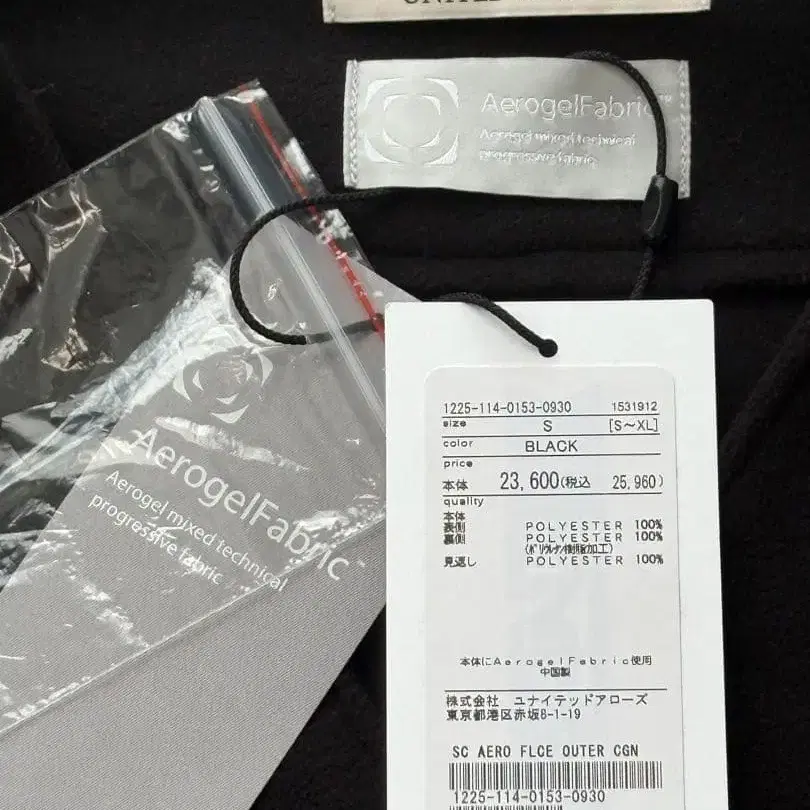 AerogelFabric™
Aerogel mixed technical
progressive fabric
AerogelFabric™
Aerogel mixed technical
progressive fabric
1225-114-0153-0930 1531912
size S [S～XL]
color BLACK
price
本体 23,600(税込 25,960)
quality
本体
表側 POLYESTER 100%
裏側 POLYESTER 100%
(ﾎﾟﾘｳﾚﾀﾝ樹脂加工)
見返し POLYESTER 100%
本体にAerogelFabric使用
中国製
株式会社 ユナイテッドアローズ
東京都港区赤坂8-1-19
SC AERO FLCE OUTER CGN
1225-114-0153-0930